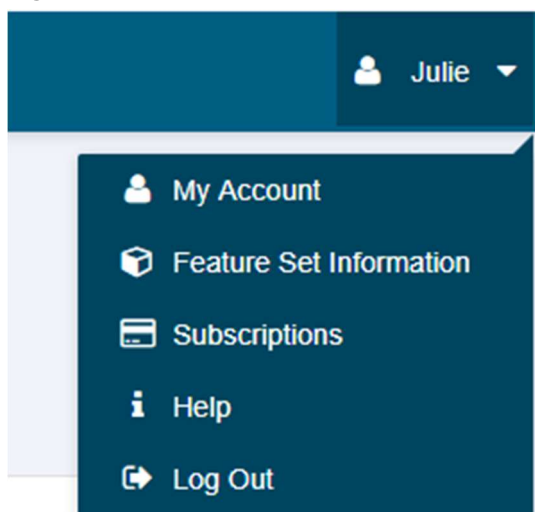 Julie
My Account
Feature Set Information
Subscriptions
Help
Log Out